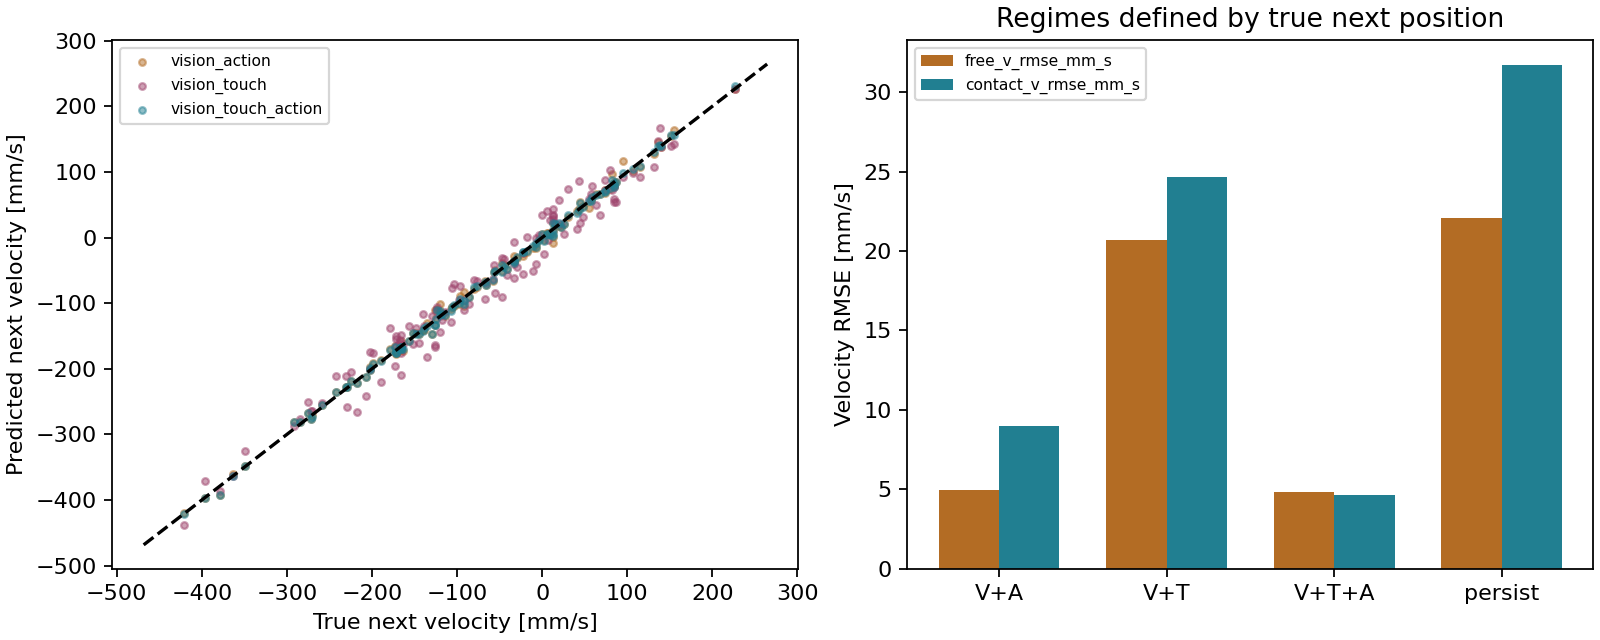 300
200
100
0
−100
−200
−300
−400
−500
Predicted next velocity [mm/s]
vision_action
vision_touch
vision_touch_action
−500 −400 −300 −200 −100 0 100 200 300
True next velocity [mm/s]
Regimes defined by true next position
30
25
20
15
10
5
0
Velocity RMSE [mm/s]
free_v_rmse_mm_s
contact_v_rmse_mm_s
V+A V+T V+T+A persist